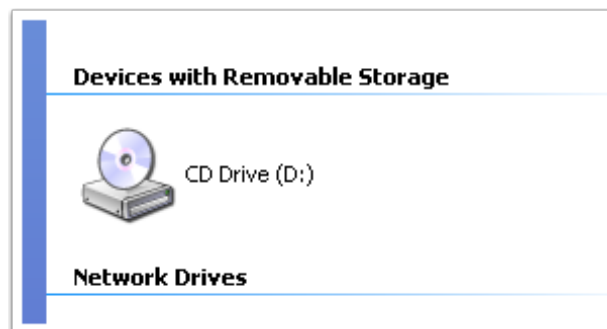 Devices with Removable Storage
CD Drive (D:)
Network Drives